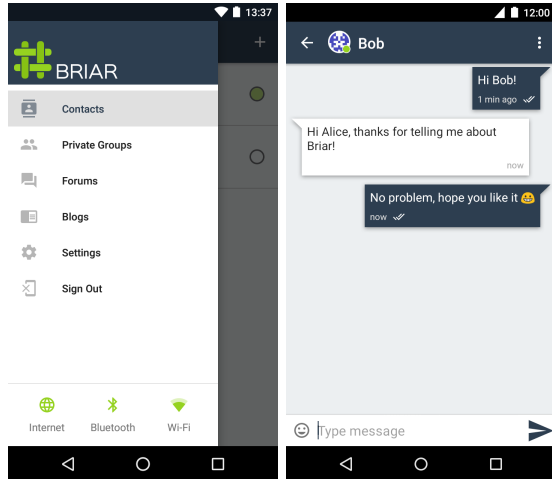 13:37
BRIAR
Contacts
Private Groups
Forums
Blogs
Settings
Sign Out
Internet Bluetooth Wi-Fi
12:00
Bob
Hi Bob!
1 min ago
Hi Alice, thanks for telling me about
Briar!
now
No problem, hope you like it 😀
now
Type message